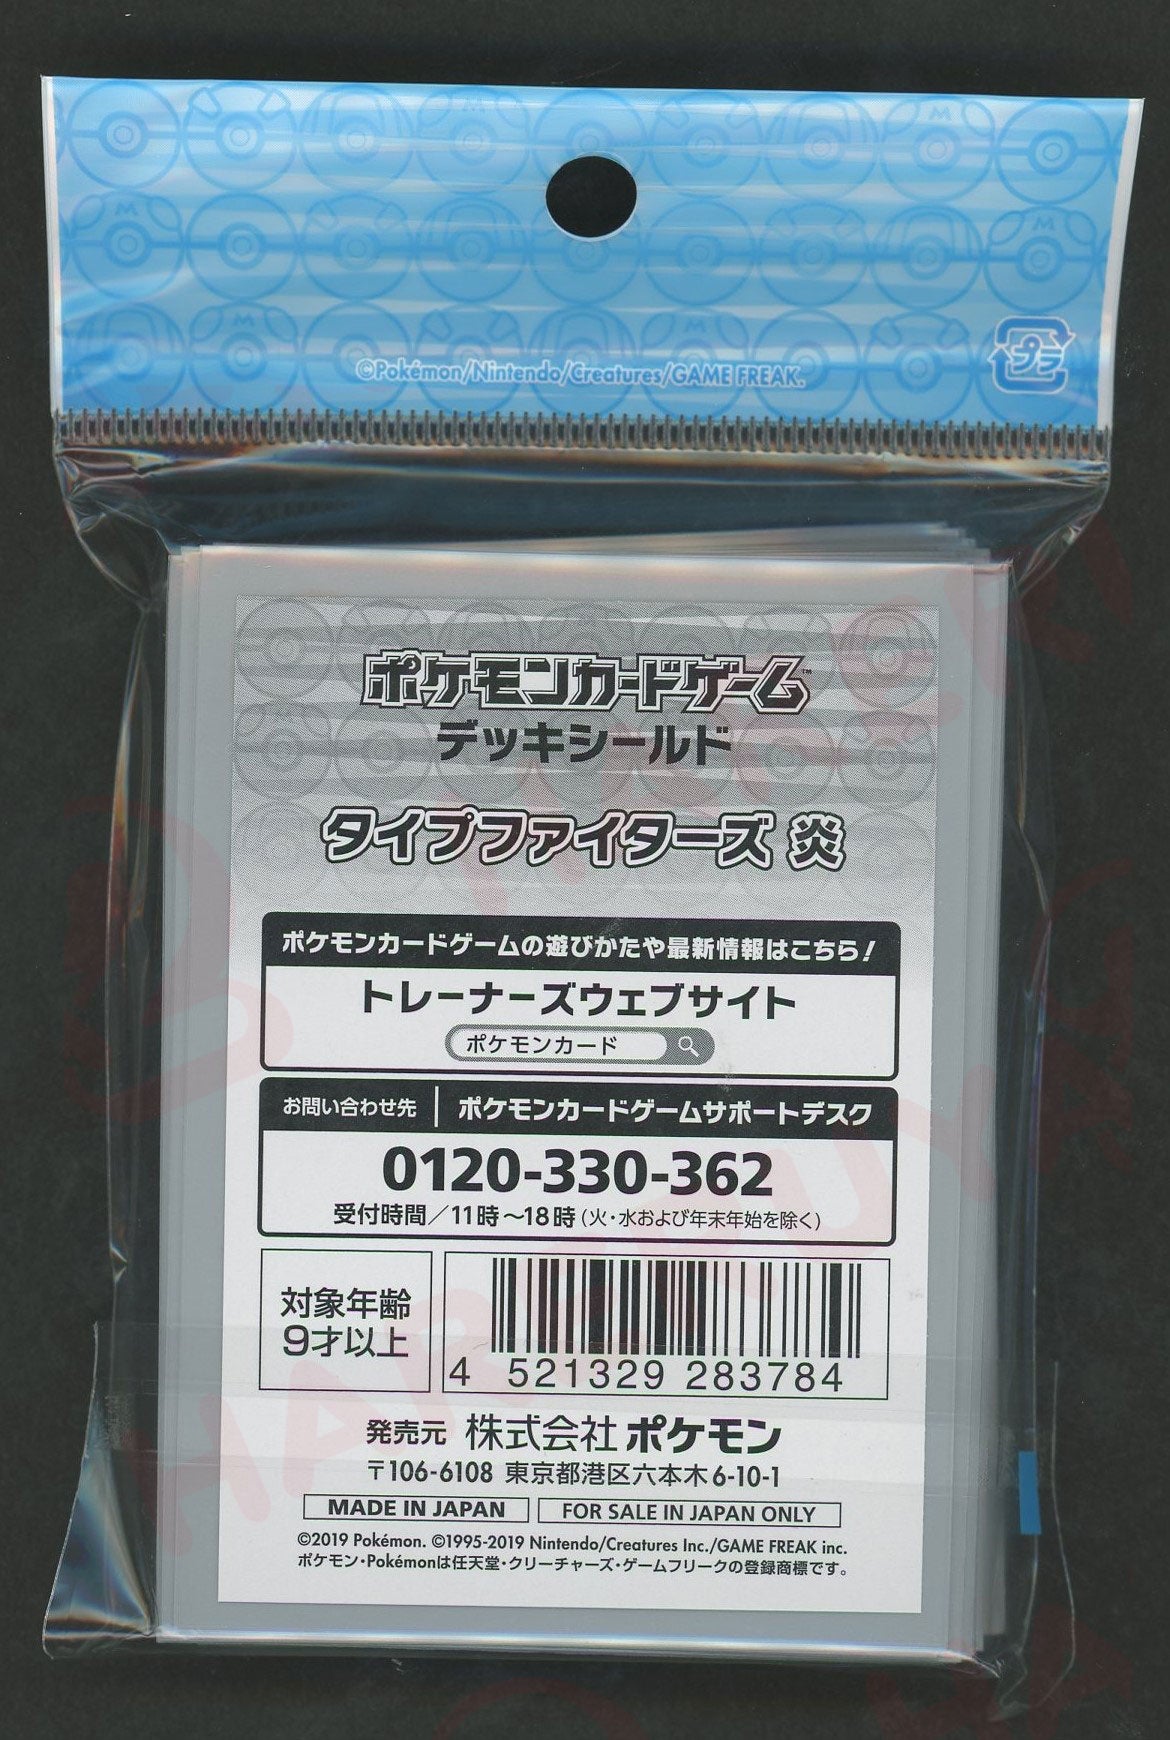 ©Pokémon/Nintendo/Creatures/GAME FREAK.
プラ
ポケモンカードゲーム™
デッキシールド
タイプファイターズ 炎
ポケモンカードゲームの遊びかたや最新情報はこちら!
トレーナーズウェブサイト
ポケモンカード
お問い合わせ先 ポケモンカードゲームサポートデスク
0120-330-362
受付時間/11時〜18時(火・水および年末年始を除く)
対象年齢
9才以上
4 521329 283784
発売元 株式会社ポケモン
〒106-6108 東京都港区六本木6-10-1
MADE IN JAPAN FOR SALE IN JAPAN ONLY
©2019 Pokémon. ©1995-2019 Nintendo/Creatures Inc./GAME FREAK inc.
ポケモン・Pokémonは任天堂・クリーチャーズ・ゲームフリークの登録商標です。